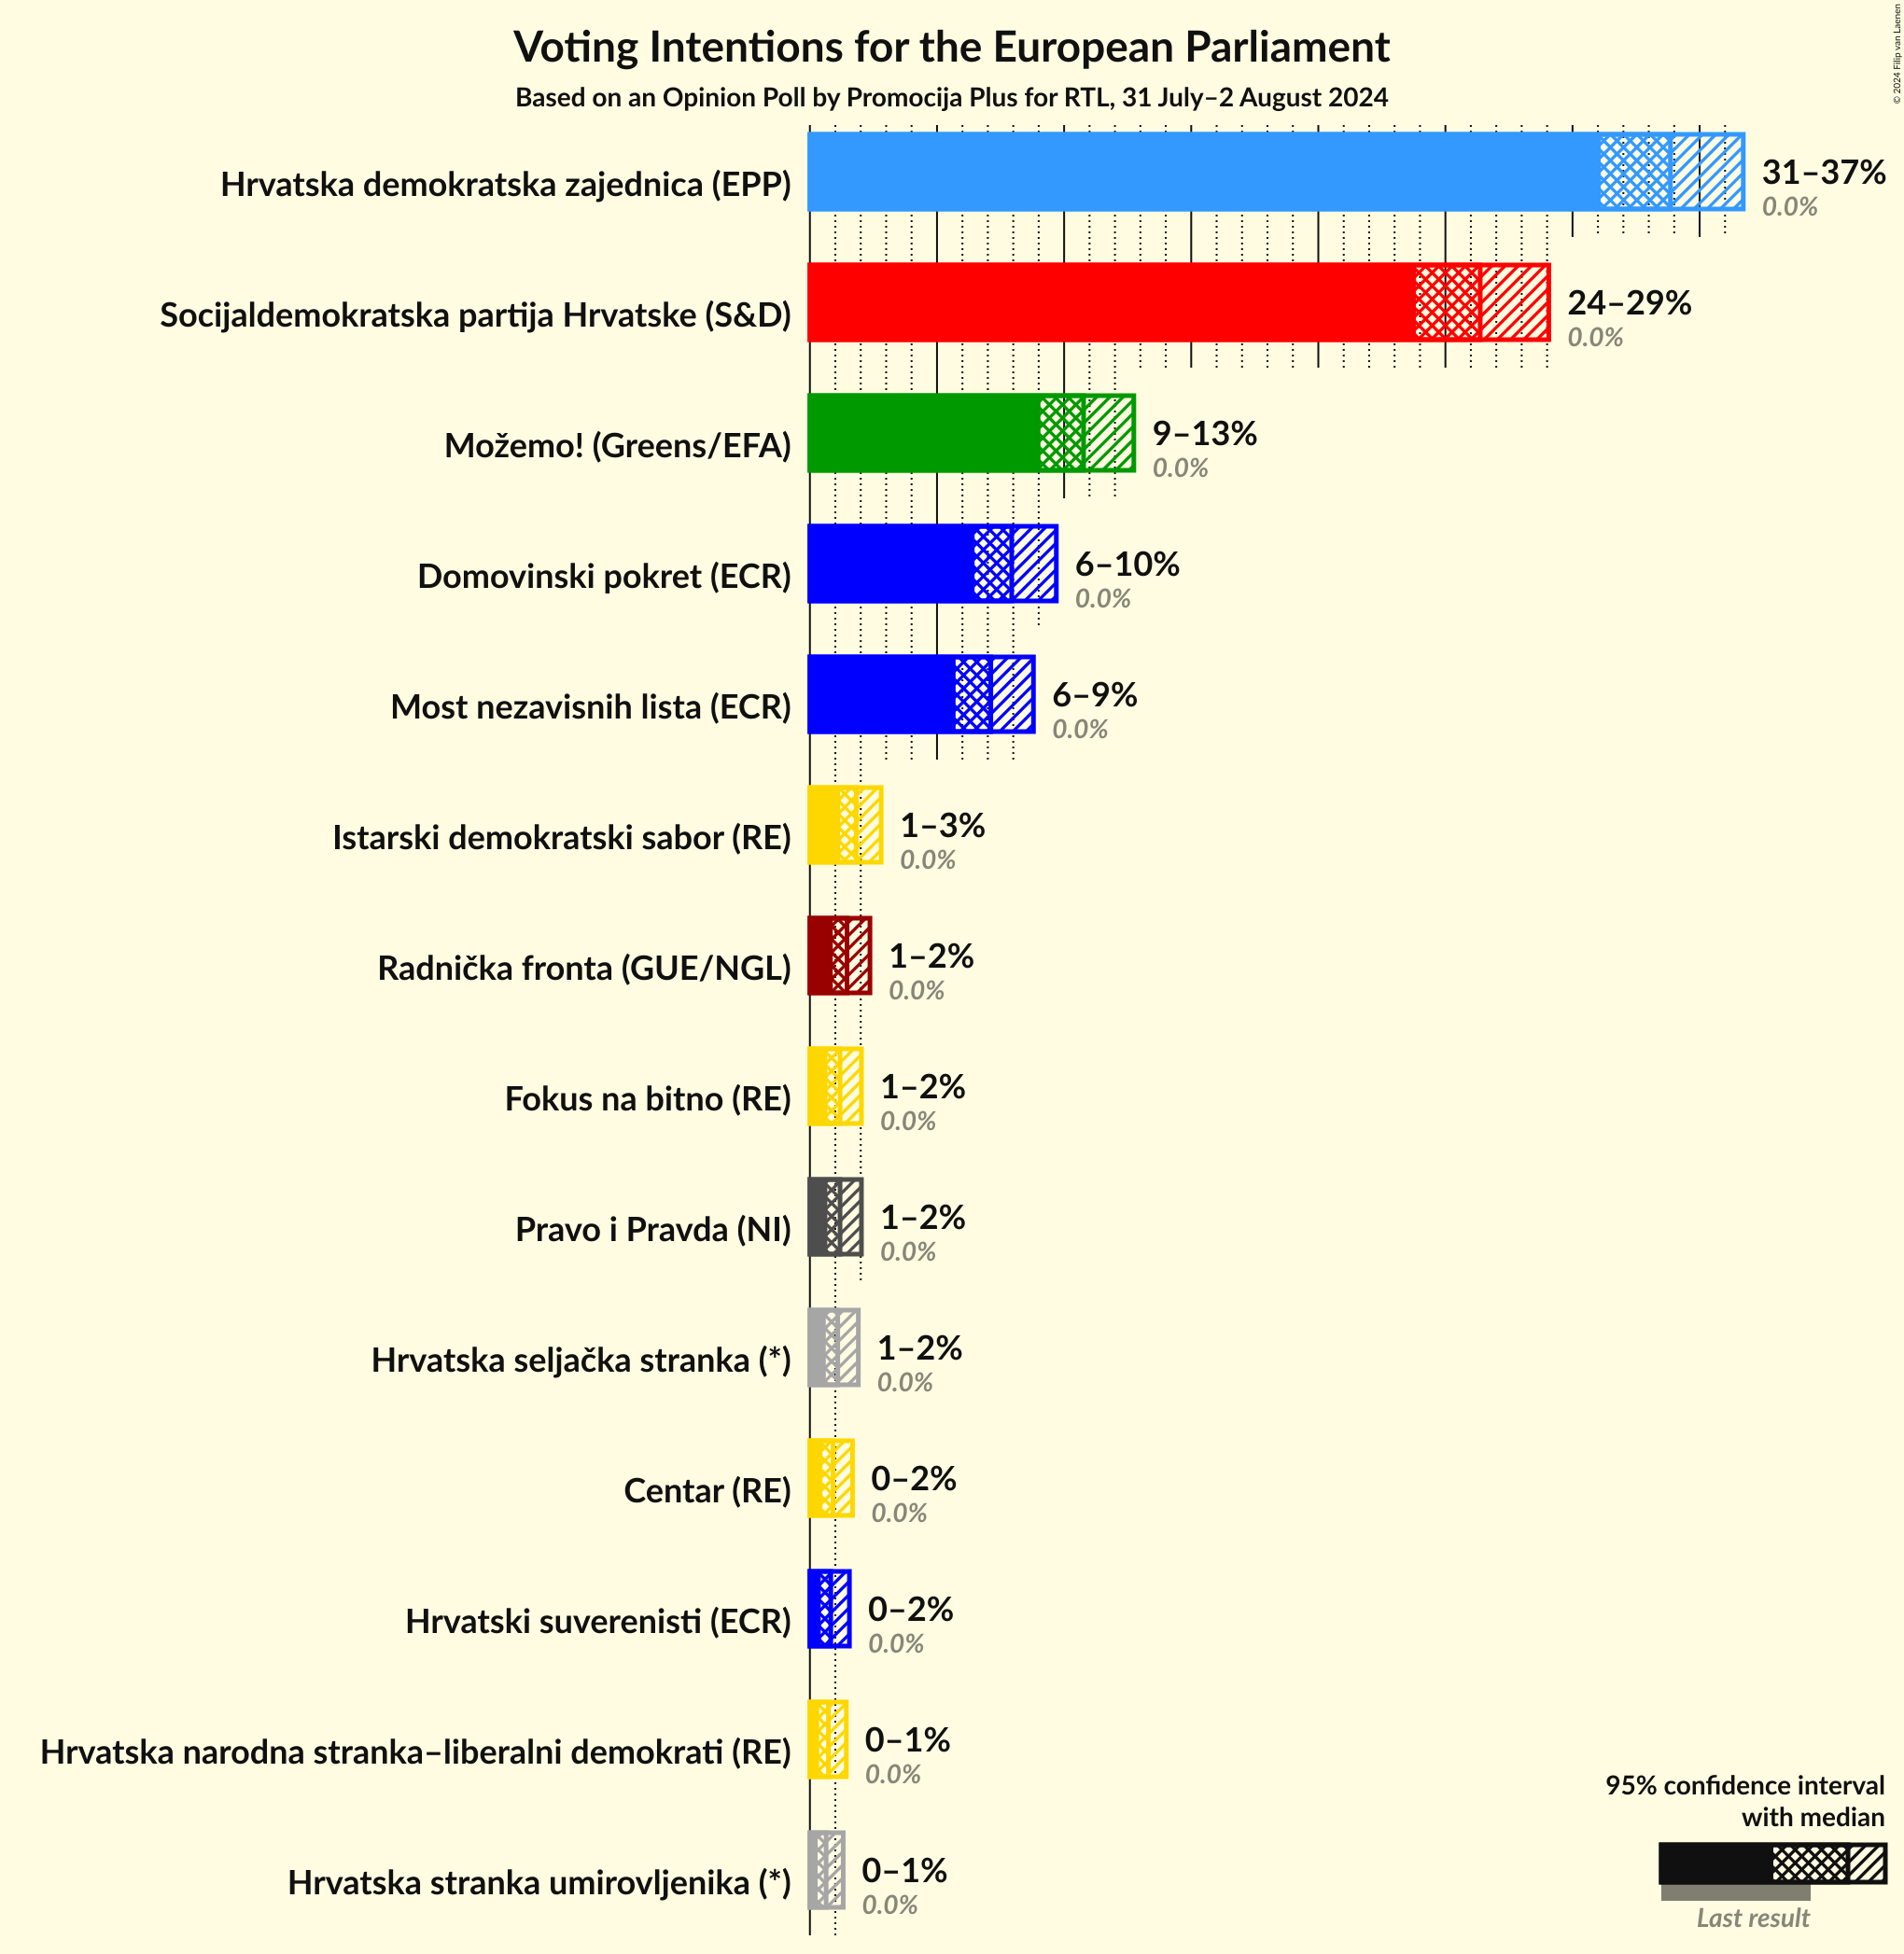 Voting Intentions for the European Parliament
Based on an Opinion Poll by Promocija Plus for RTL, 31 July–2 August 2024
© 2024 Filip van Laenen
Hrvatska demokratska zajednica (EPP)
31–37%
0.0%
Socijaldemokratska partija Hrvatske (S&D)
24–29%
0.0%
Možemo! (Greens/EFA)
9–13%
0.0%
Domovinski pokret (ECR)
6–10%
0.0%
Most nezavisnih lista (ECR)
6–9%
0.0%
Istarski demokratski sabor (RE)
1–3%
0.0%
Radnička fronta (GUE/NGL)
1–2%
0.0%
Fokus na bitno (RE)
1–2%
0.0%
Pravo i Pravda (NI)
1–2%
0.0%
Hrvatska seljačka stranka (*)
1–2%
0.0%
Centar (RE)
0–2%
0.0%
Hrvatski suverenisti (ECR)
0–2%
0.0%
Hrvatska narodna stranka–liberalni demokrati (RE)
0–1%
0.0%
Hrvatska stranka umirovljenika (*)
0–1%
0.0%
95% confidence interval
with median
Last result